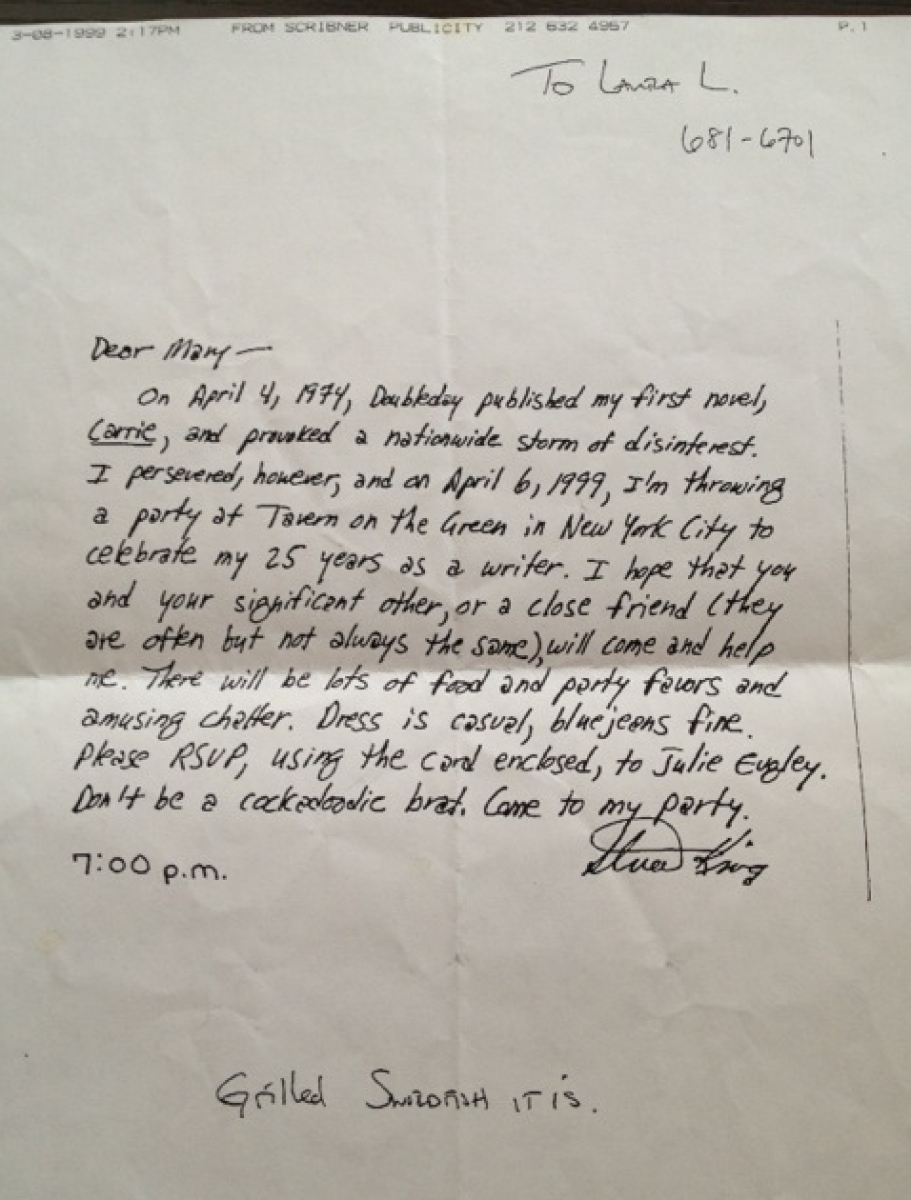 3-08-1999 2:17PM FROM SCRIBNER PUBLICITY 212 632 4957 P.1
To Laura L.
681-6701
Dear Mary—
On April 4, 1974, Doubleday published my first novel,
Carrie, and provoked a nationwide storm of disinterest.
I persevered, however, and on April 6, 1999, I'm throwing
a party at Tavern on the Green in New York City to
celebrate my 25 years as a writer. I hope that you
and your significant other, or a close friend (they
are often but not always the same), will come and help
me. There will be lots of food and party favors and
amusing chatter. Dress is casual, bluejeans fine.
Please RSVP, using the card enclosed, to Julie Eugley.
Don't be a cockadoodie brat. Come to my party.
7:00 p.m.
Stephen King
Grilled Swordfish it is.